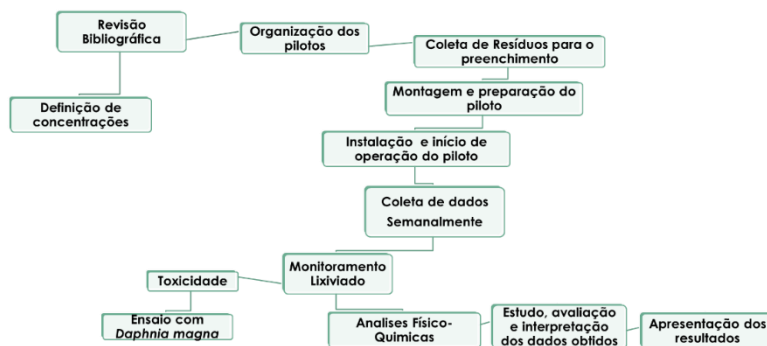 Revisão
Bibliográfica
Organização dos
pilotos
Coleta de Resíduos para o
preenchimento
Montagem e preparação do
piloto
Definição de
concentrações
Instalação e início de
operação do piloto
Coleta de dados
Semanalmente
Monitoramento
Lixiviado
Toxicidade
Ensaio com
Daphnia magna
Analises Físico-
Quimicas
Estudo, avaliação
e interpretação
dos dados obtidos
Apresentação dos
resultados